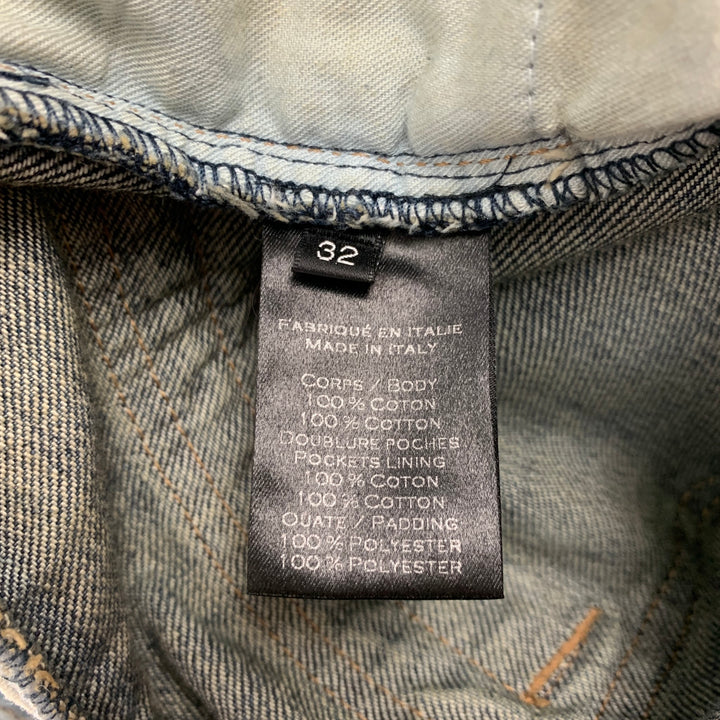 32
FABRIQUÉ EN ITALIE
MADE IN ITALY
CORPS / BODY
100 % COTON
100 % COTTON
DOUBLURE POCHES
POCKETS LINING
100 % COTON
100 % COTTON
OUATE / PADDING
100 % POLYESTER
100 % POLYESTER